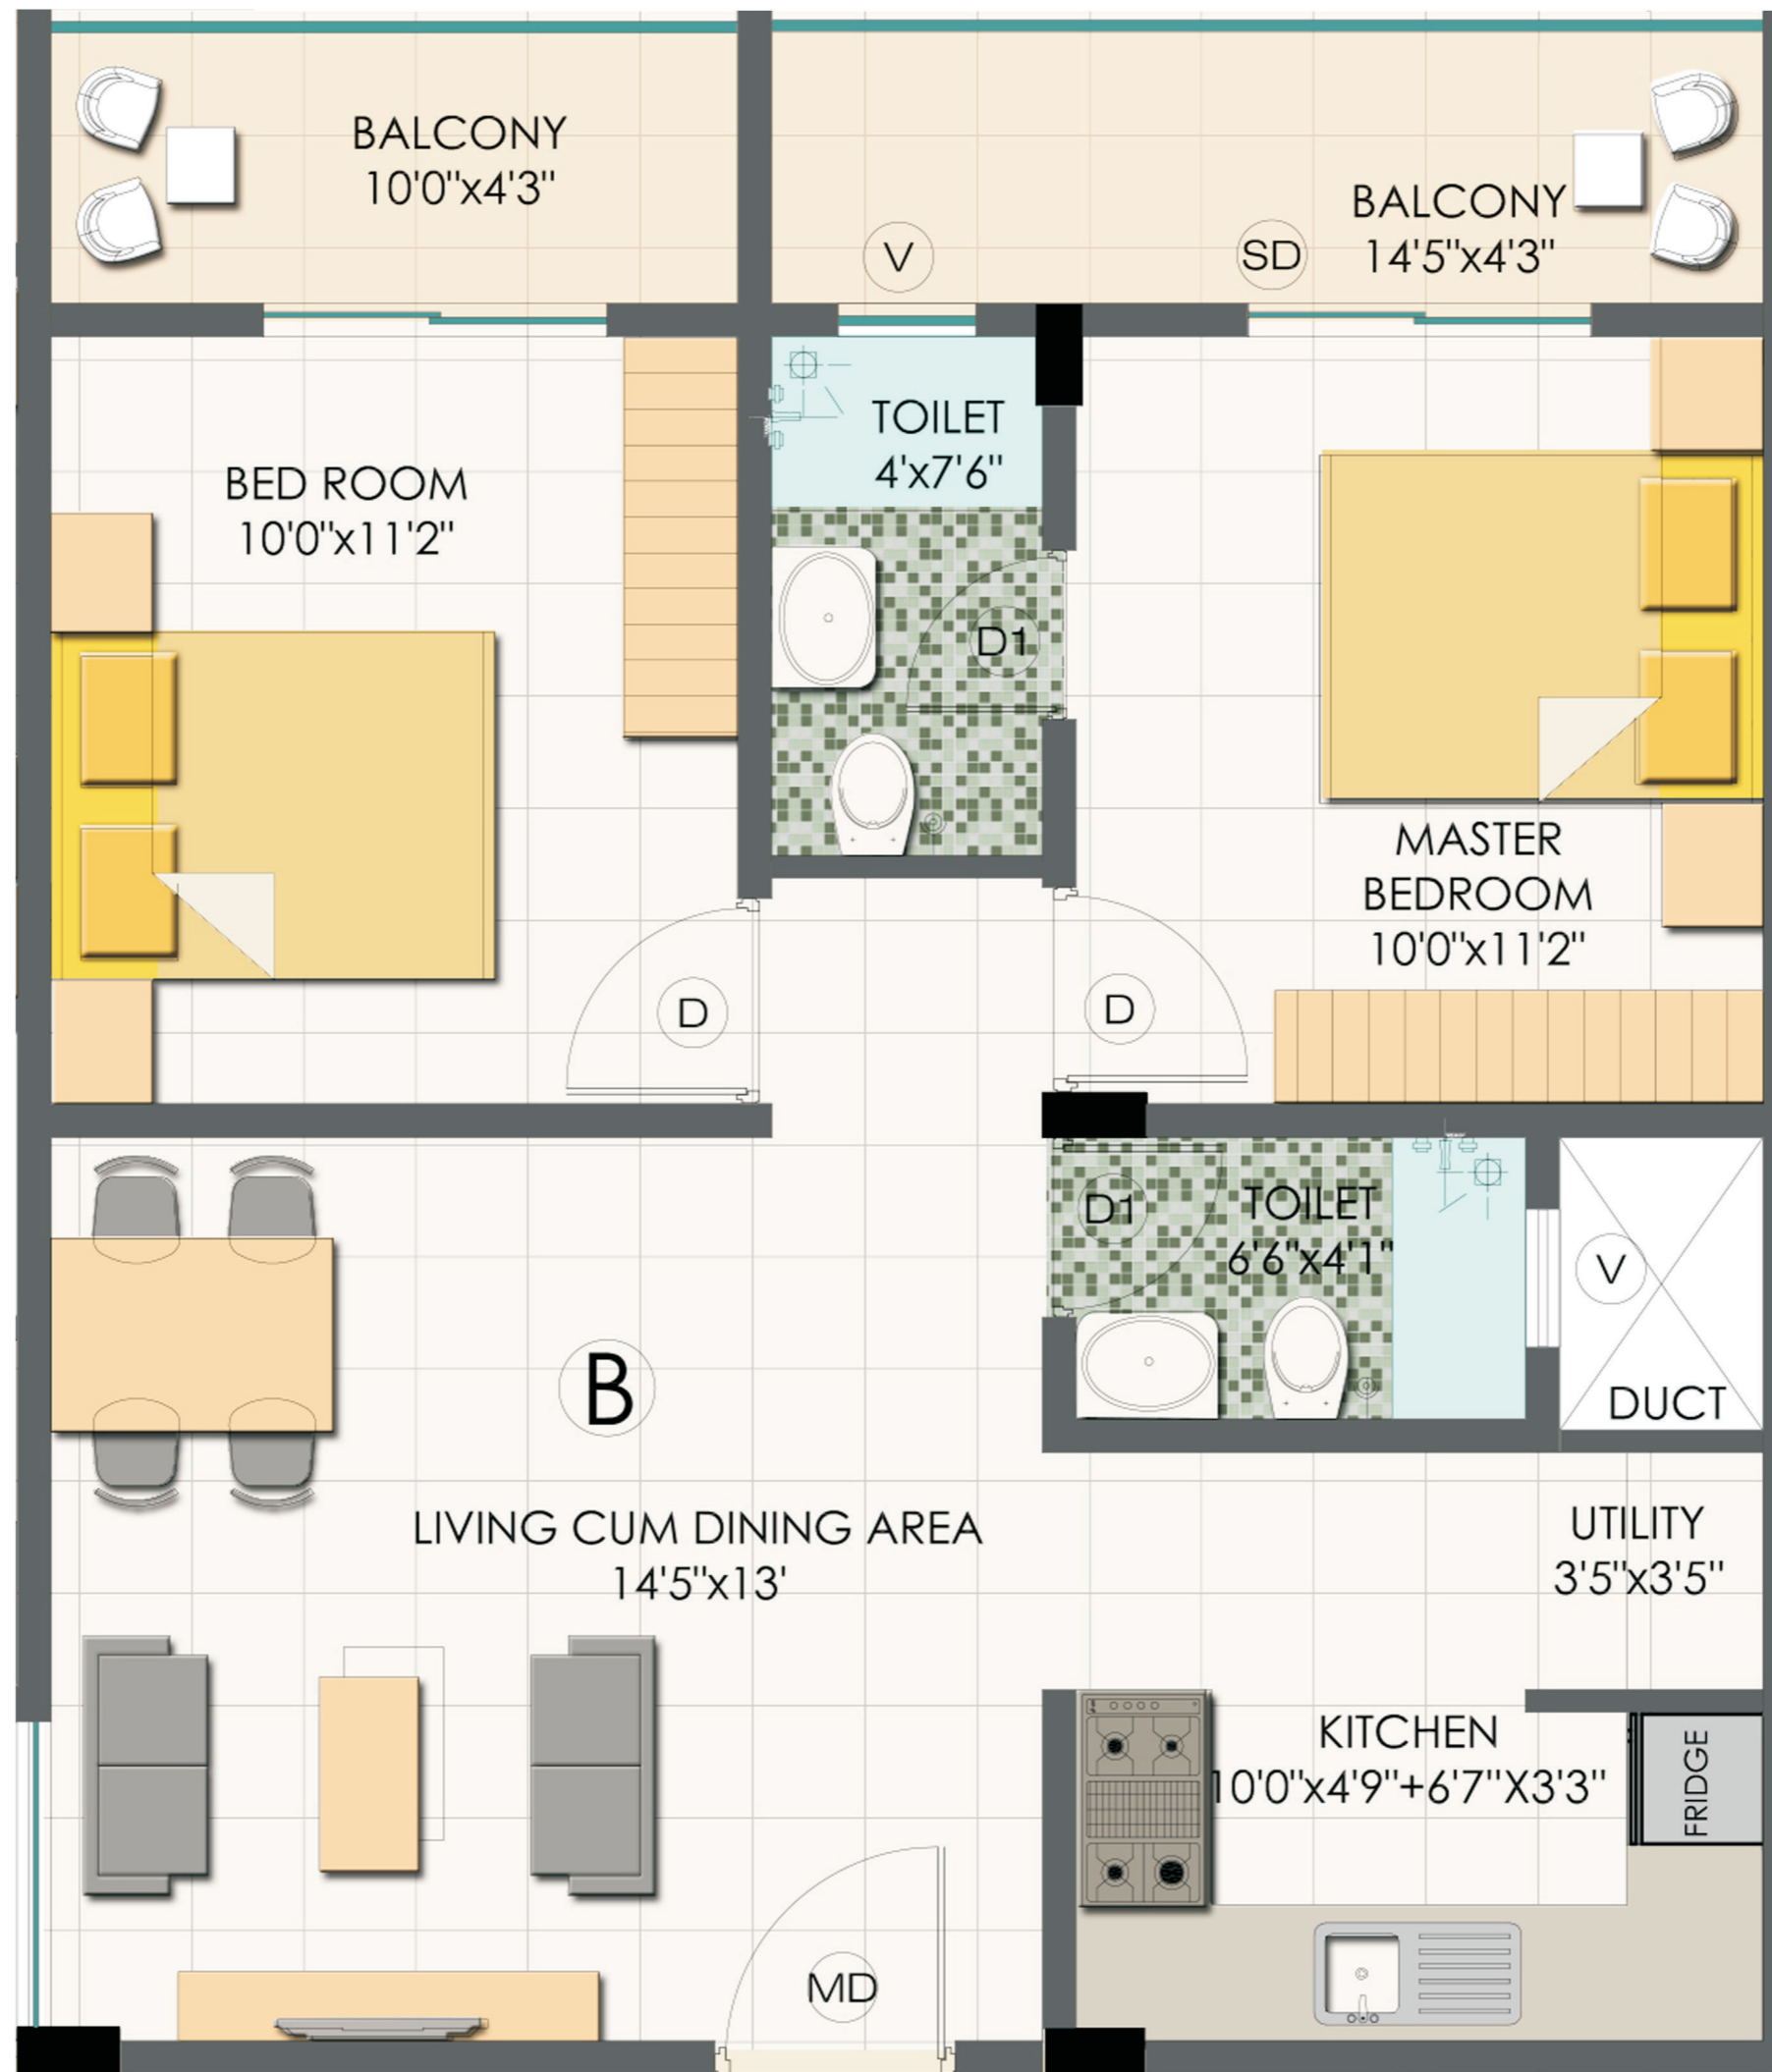 BALCONY
10'0"x4'3"
BALCONY
14'5"x4'3"
V
SD
TOILET
4'x7'6"
BED ROOM
10'0"x11'2"
D1
MASTER
BEDROOM
10'0"x11'2"
D
D
D1
TOILET
6'6"x4'1"
V
DUCT
B
LIVING CUM DINING AREA
14'5"x13'
UTILITY
3'5"x3'5"
KITCHEN
10'0"x4'9"+6'7"X3'3"
FRIDGE
MD